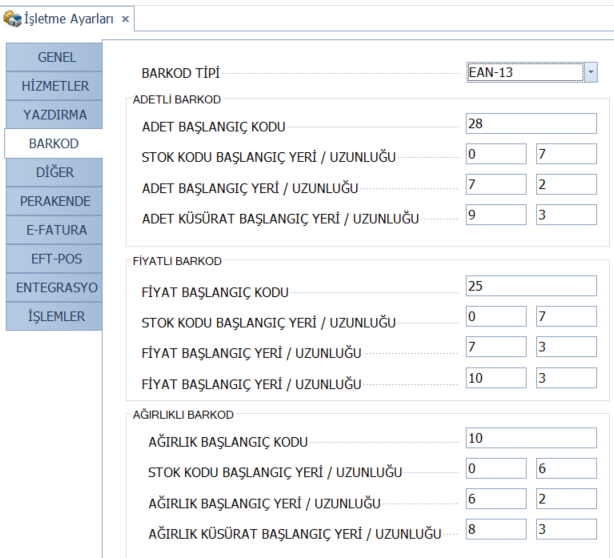 İşletme Ayarları ×
GENEL
HİZMETLER
YAZDIRMA
BARKOD
DİĞER
PERAKENDE
E-FATURA
EFT-POS
ENTEGRASYO
İŞLEMLER
BARKOD TİPİ EAN-13
ADETLİ BARKOD
ADET BAŞLANGIÇ KODU 28
STOK KODU BAŞLANGIÇ YERİ / UZUNLUĞU 0 7
ADET BAŞLANGIÇ YERİ / UZUNLUĞU 7 2
ADET KÜSÜRAT BAŞLANGIÇ YERİ / UZUNLUĞU 9 3
FİYATLI BARKOD
FİYAT BAŞLANGIÇ KODU 25
STOK KODU BAŞLANGIÇ YERİ / UZUNLUĞU 0 7
FİYAT BAŞLANGIÇ YERİ / UZUNLUĞU 7 3
FİYAT BAŞLANGIÇ YERİ / UZUNLUĞU 10 3
AĞIRLIKLI BARKOD
AĞIRLIK BAŞLANGIÇ KODU 10
STOK KODU BAŞLANGIÇ YERİ / UZUNLUĞU 0 6
AĞIRLIK BAŞLANGIÇ YERİ / UZUNLUĞU 6 2
AĞIRLIK KÜSÜRAT BAŞLANGIÇ YERİ / UZUNLUĞU 8 3